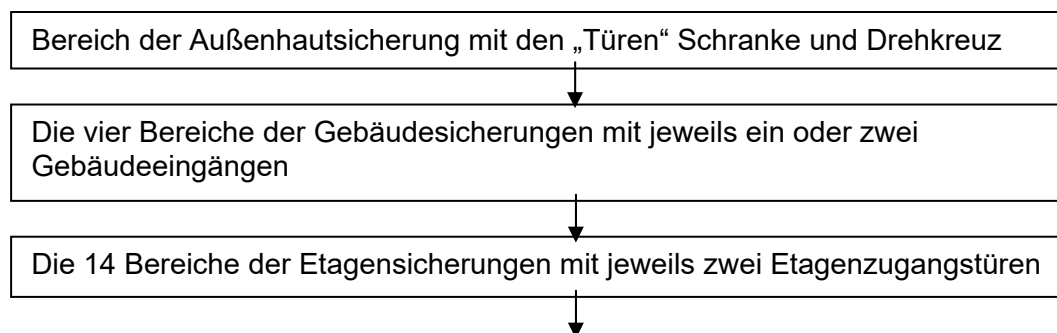 Bereich der Außenhautsicherung mit den „Türen“ Schranke und Drehkreuz
Die vier Bereiche der Gebäudesicherungen mit jeweils ein oder zwei
Gebäudeeingängen
Die 14 Bereiche der Etagensicherungen mit jeweils zwei Etagenzugangstüren